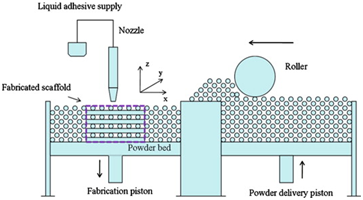 Liquid adhesive supply
Nozzle
z
y
x
Roller
Fabricated scaffold
Powder bed
Fabrication piston
Powder delivery piston